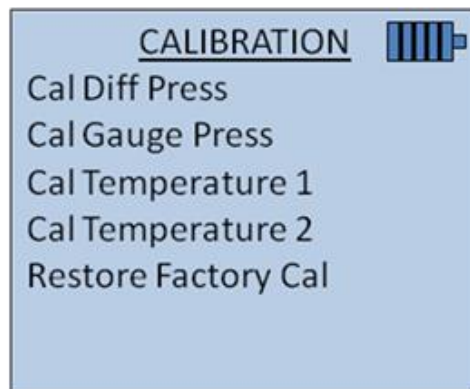 CALIBRATION
Cal Diff Press
Cal Gauge Press
Cal Temperature 1
Cal Temperature 2
Restore Factory Cal